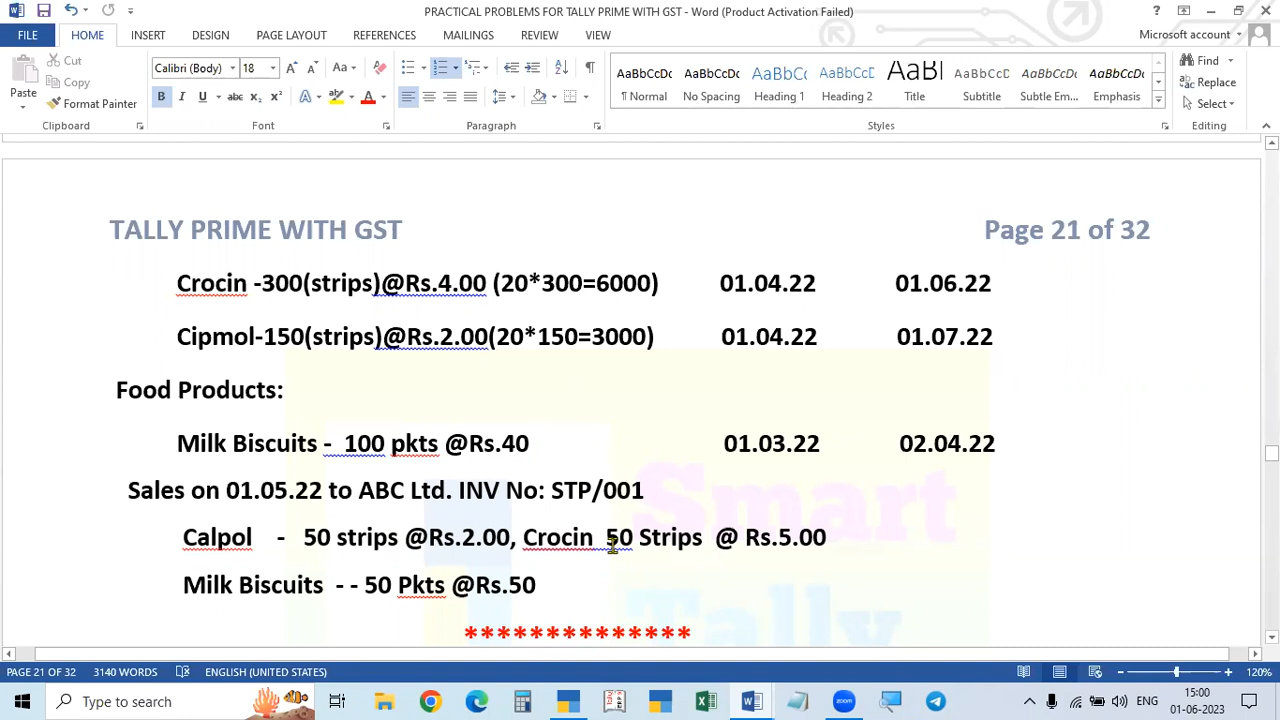 PRACTICAL PROBLEMS FOR TALLY PRIME WITH GST - Word (Product Activation Failed)
FILE HOME INSERT DESIGN PAGE LAYOUT REFERENCES MAILINGS REVIEW VIEW Microsoft account
Cut
Copy
Format Painter
Paste
Calibri (Body) 18
AaBbCcDc AaBbCcDc AaBbCc AaBbCcD AaBl AaBbCcD AaBbCcDc AaBbCcDc
¶ Normal No Spacing Heading 1 Heading 2 Title Subtitle Subtle Em... Emphasis
Find
Replace
Select
Clipboard Font Paragraph Styles Editing
TALLY PRIME WITH GST Page 21 of 32
Crocin -300(strips)@Rs.4.00 (20*300=6000) 01.04.22 01.06.22
Cipmol-150(strips)@Rs.2.00(20*150=3000) 01.04.22 01.07.22
Food Products:
Milk Biscuits - 100 pkts @Rs.40 01.03.22 02.04.22
Sales on 01.05.22 to ABC Ltd. INV No: STP/001
Calpol - 50 strips @Rs.2.00, Crocin 50 Strips @ Rs.5.00
Milk Biscuits - - 50 Pkts @Rs.50
**************
Smart
Tally
PAGE 21 OF 32 3140 WORDS ENGLISH (UNITED STATES) 120%
Type to search zoom ENG 15:00
01-06-2023